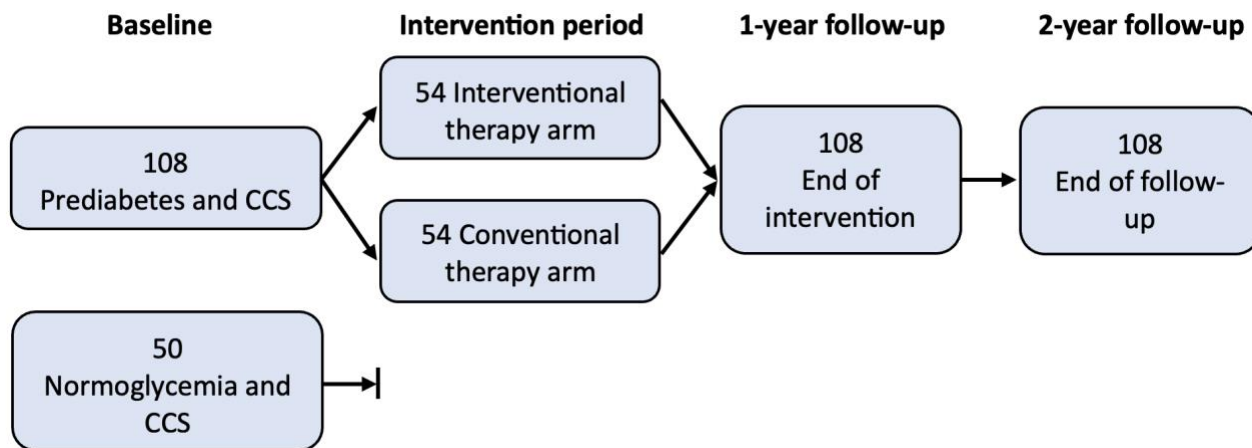 Baseline
Intervention period
1-year follow-up
2-year follow-up
108
Prediabetes and CCS
54 Interventional
therapy arm
54 Conventional
therapy arm
108
End of
intervention
108
End of follow-
up
50
Normoglycemia and
CCS